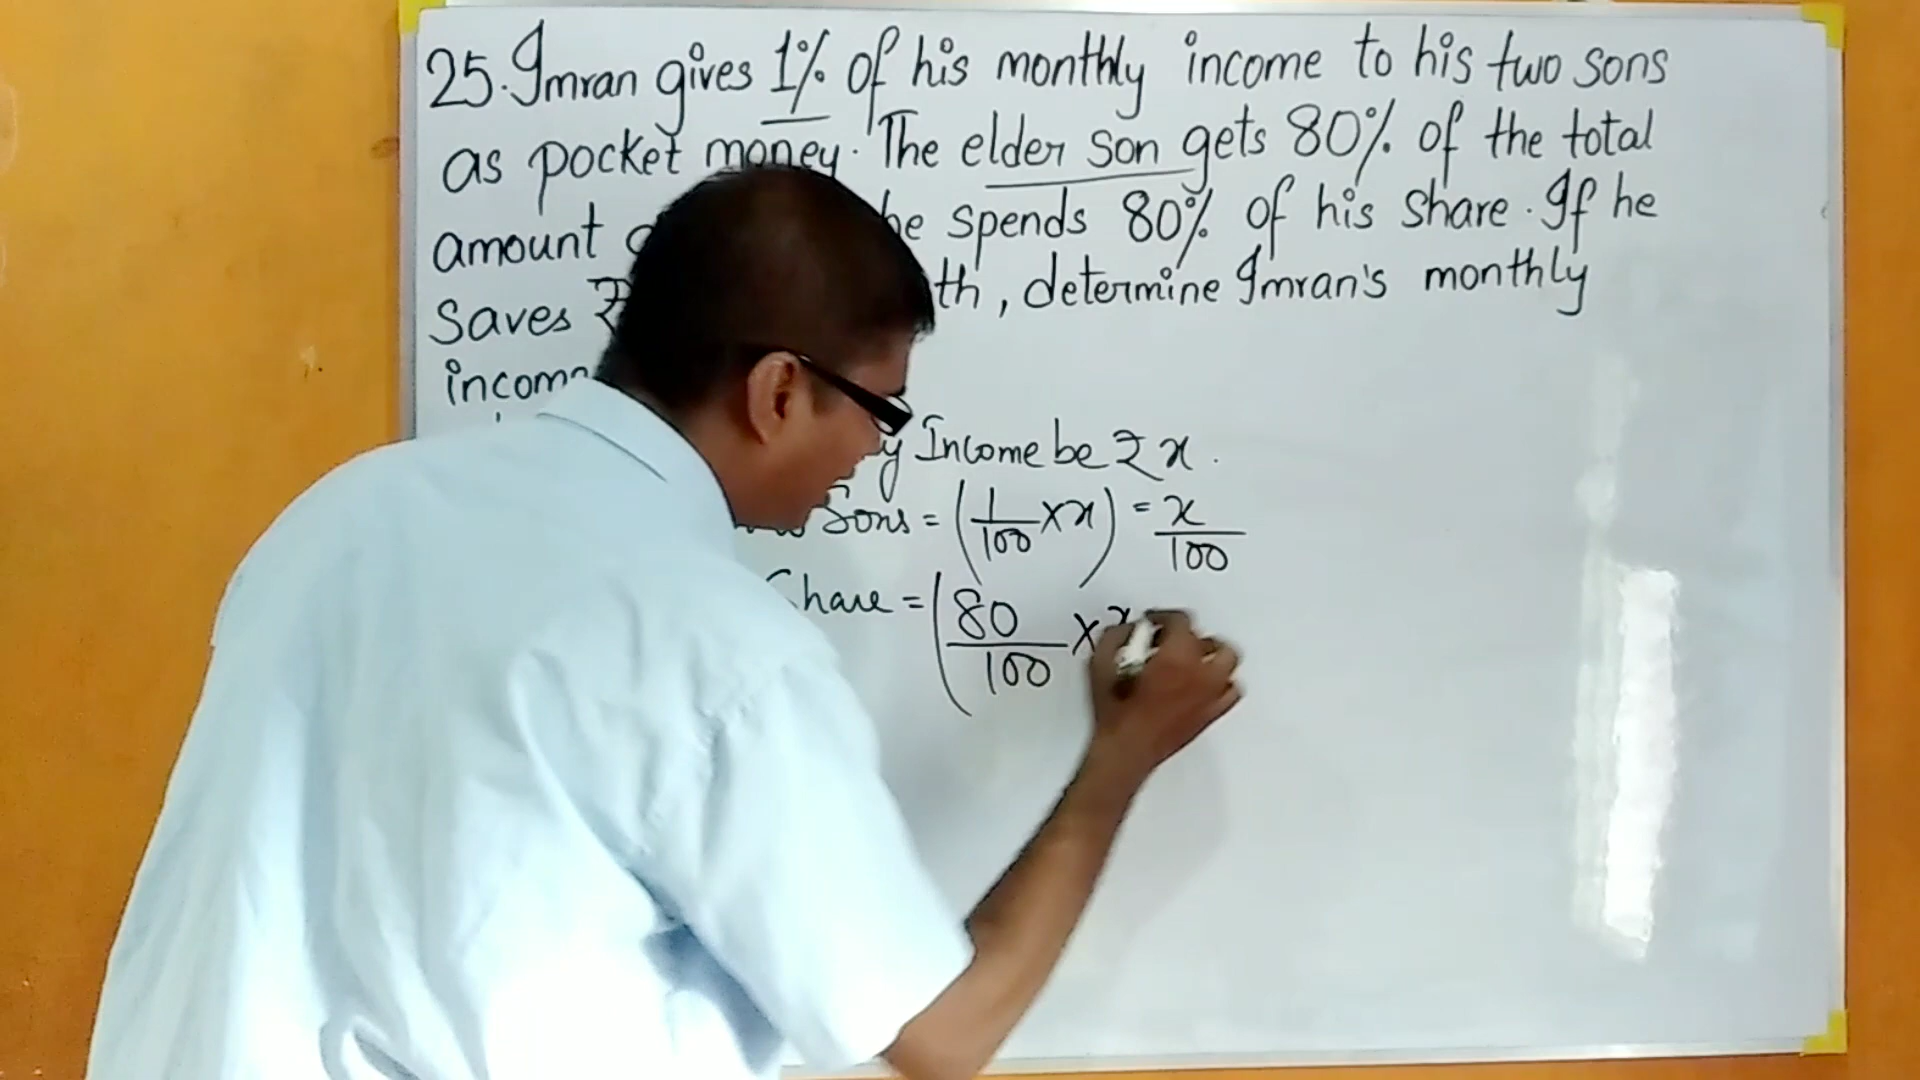 25. Imran gives 1% of his monthly income to his two sons
as pocket money. The elder son gets 80% of the total
amount spends 80% of his share. If he
saves ₹ th, determine Imran's monthly
Income be ₹ x.
Sons = (1/100 × x) = x/100
Share = (80/100 × x